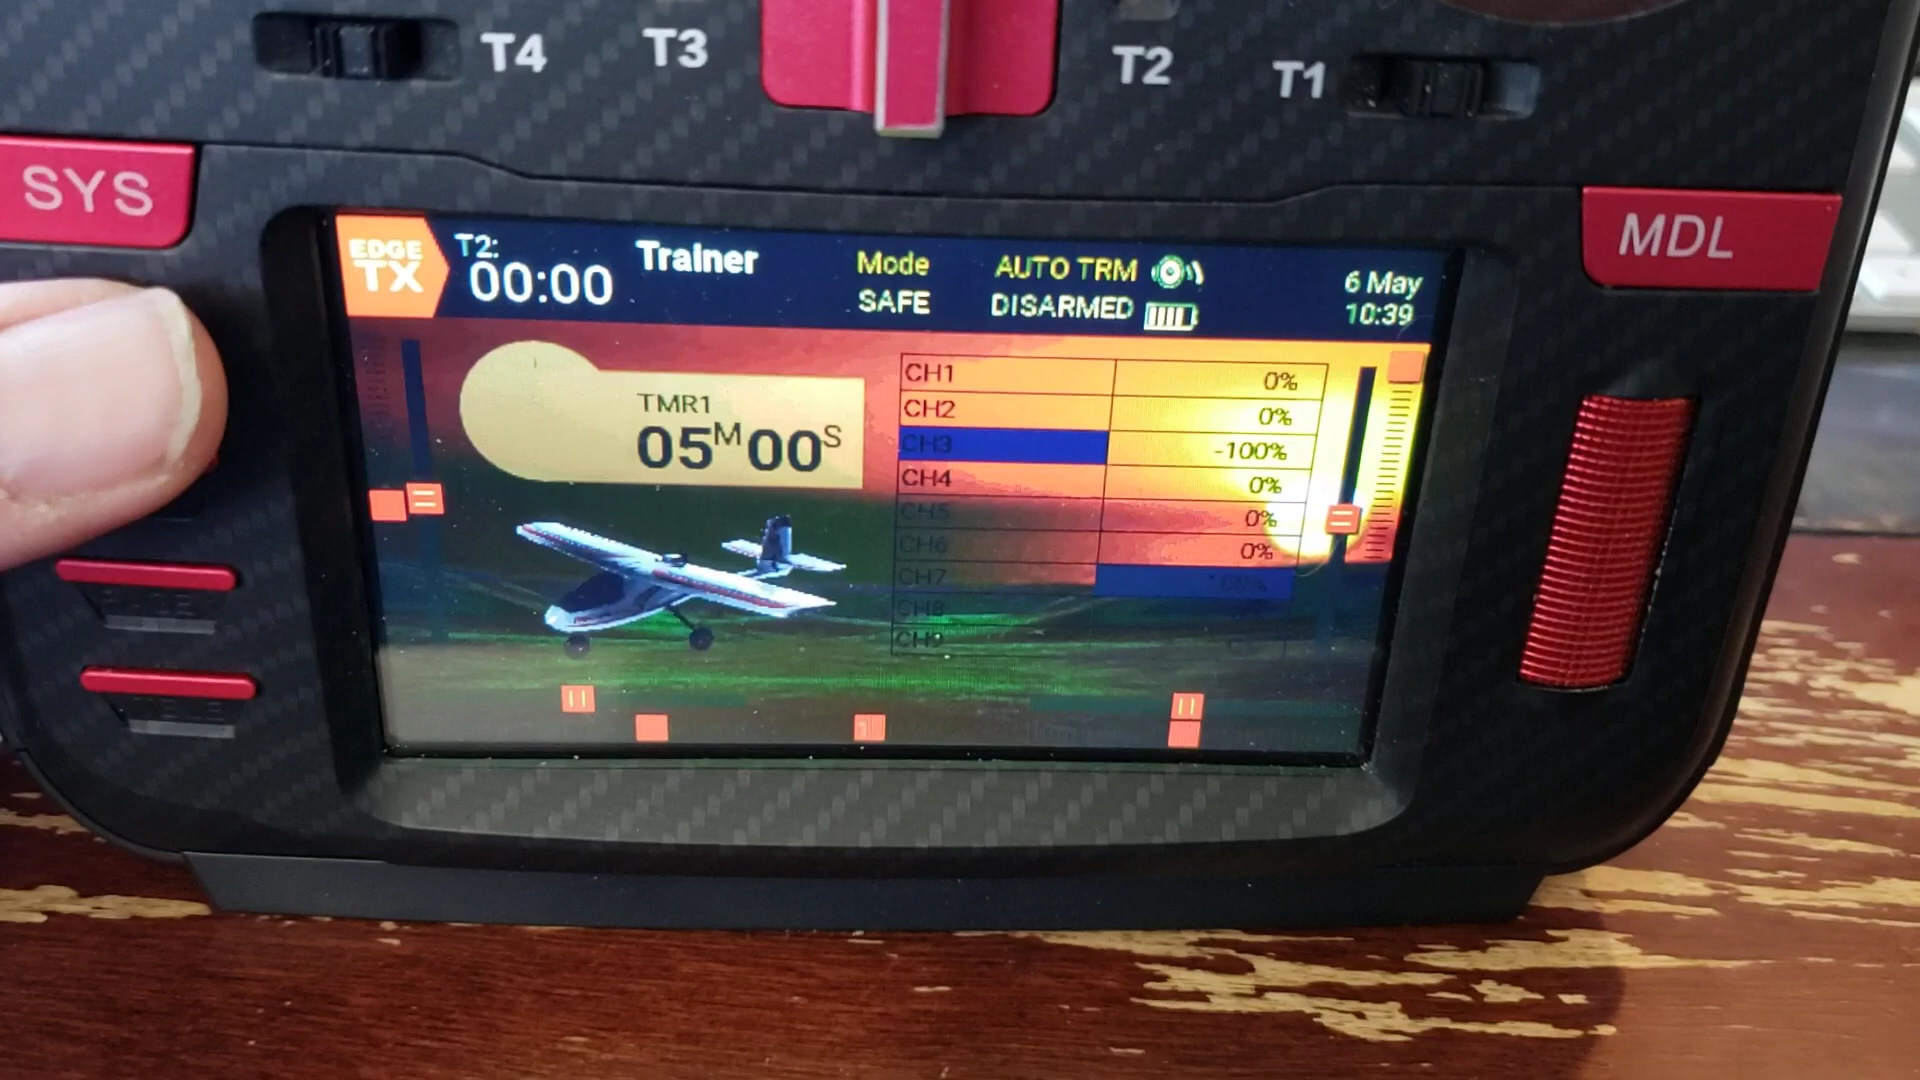 T4
T3
T2
T1
SYS
MDL
EDGE
TX
T2:
00:00
Trainer
Mode
SAFE
AUTO TRM
DISARMED
6 May
10:39
TMR1
05M00S
CH1 0%
CH2 0%
CH3 -100%
CH4 0%
CH5 0%
CH6 0%
CH7
CH8
CH9